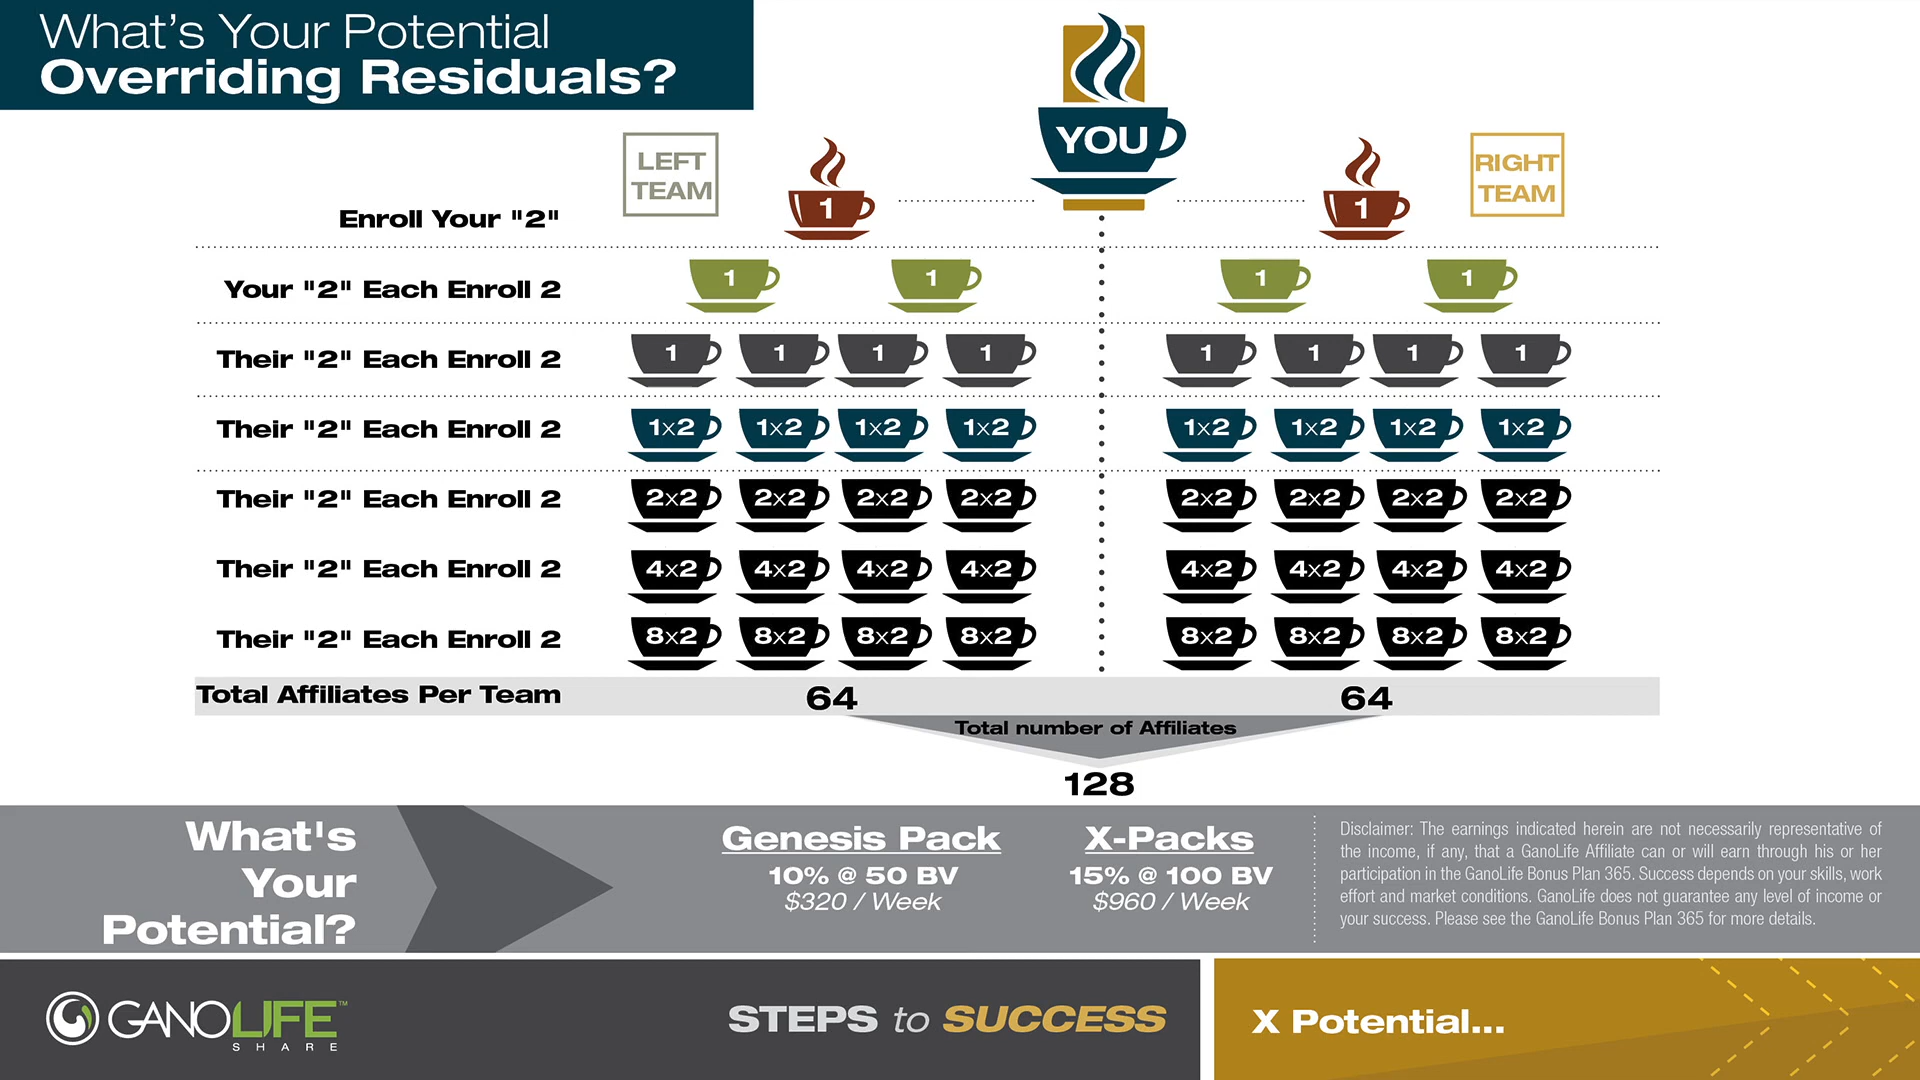 What's Your Potential
Overriding Residuals?
YOU
LEFT
TEAM
1
1
RIGHT
TEAM
Enroll Your "2"
Your "2" Each Enroll 2
1 1 1 1
Their "2" Each Enroll 2
1 1 1 1 1 1 1 1
Their "2" Each Enroll 2
1x2 1x2 1x2 1x2 1x2 1x2 1x2 1x2
Their "2" Each Enroll 2
2x2 2x2 2x2 2x2 2x2 2x2 2x2 2x2
Their "2" Each Enroll 2
4x2 4x2 4x2 4x2 4x2 4x2 4x2 4x2
Their "2" Each Enroll 2
8x2 8x2 8x2 8x2 8x2 8x2 8x2 8x2
Total Affiliates Per Team 64 64
Total number of Affiliates
128
What's
Your
Potential?
Genesis Pack
10% @ 50 BV
$320 / Week
X-Packs
15% @ 100 BV
$960 / Week
Disclaimer: The earnings indicated herein are not necessarily representative of
the income, if any, that a GanoLife Affiliate can or will earn through his or her
participation in the GanoLife Bonus Plan 365. Success depends on your skills, work
effort and market conditions. GanoLife does not guarantee any level of income or
your success. Please see the GanoLife Bonus Plan 365 for more details.
GANOLIFE™
SHARE
STEPS to SUCCESS
X Potential...